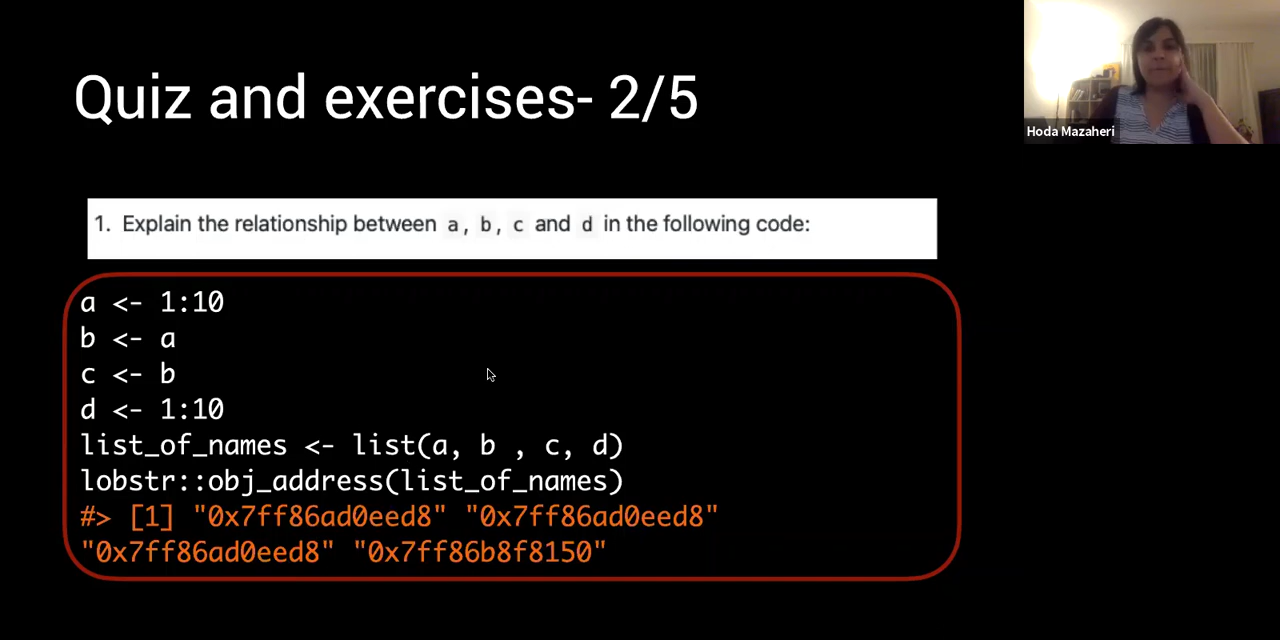 Quiz and exercises- 2/5
Hoda Mazaheri
1. Explain the relationship between a, b, c and d in the following code:
a <- 1:10
b <- a
c <- b
d <- 1:10
list_of_names <- list(a, b , c, d)
lobstr::obj_address(list_of_names)
#> [1] "0x7ff86ad0eed8" "0x7ff86ad0eed8"
"0x7ff86ad0eed8" "0x7ff86b8f8150"